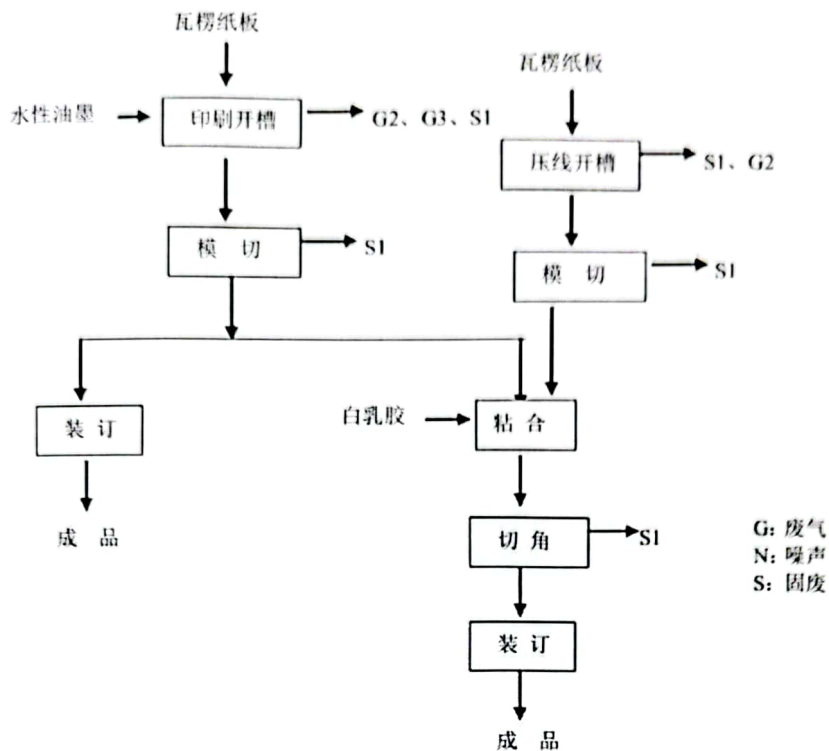 瓦楞纸板
瓦楞纸板
水性油墨
印刷开槽
G2、G3、S1
压线开槽
S1、G2
模 切
S1
模 切
S1
装 订
白乳胶
粘 合
成 品
切 角
S1
G: 废气
N: 噪声
S: 固废
装 订
成 品